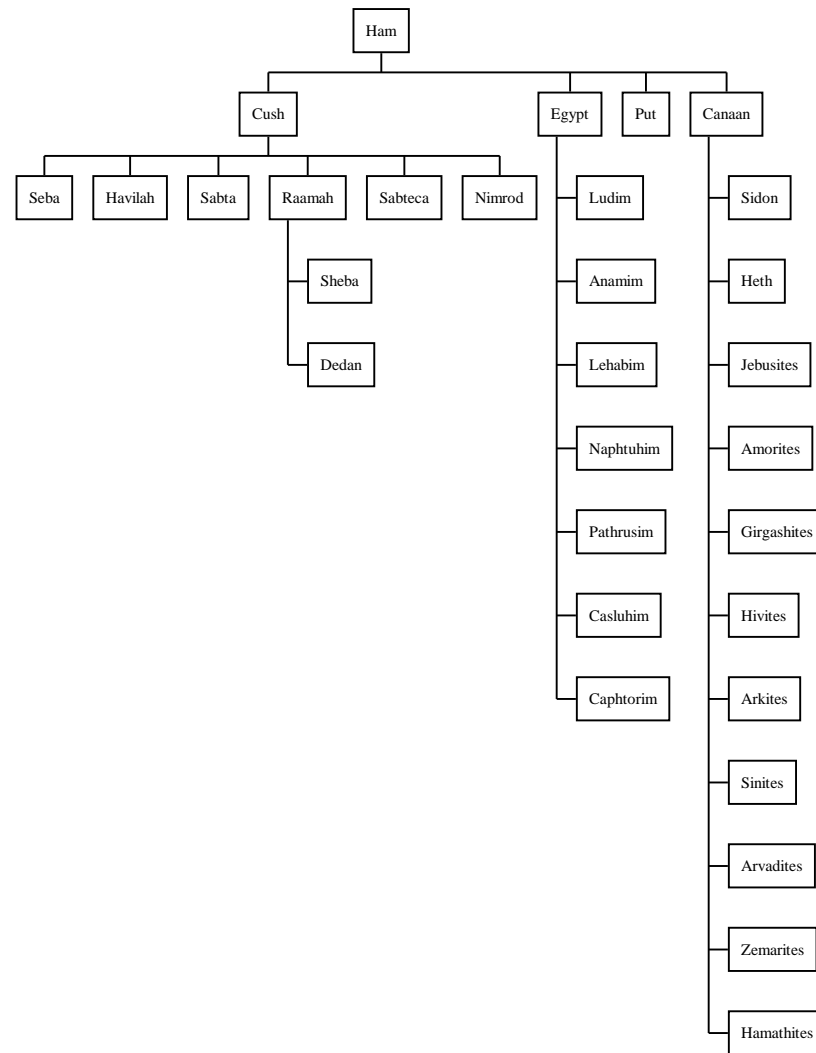 Ham
Cush Egypt Put Canaan
Seba Havilah Sabta Raamah Sabteca Nimrod Ludim Sidon
Sheba Anamim Heth
Dedan Lehabim Jebusites
Naphtuhim Amorites
Pathrusim Girgashites
Casluhim Hivites
Caphtorim Arkites
Sinites
Arvadites
Zemarites
Hamathites